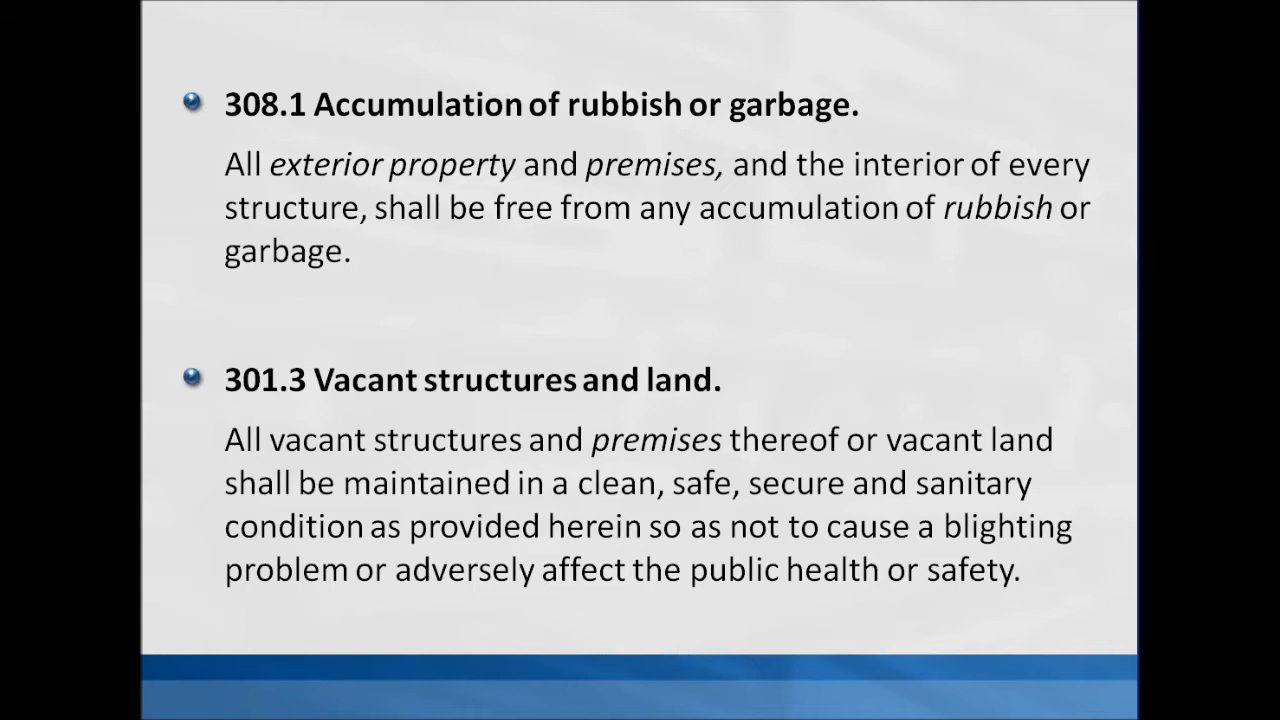 308.1 Accumulation of rubbish or garbage.
All exterior property and premises, and the interior of every
structure, shall be free from any accumulation of rubbish or
garbage.
301.3 Vacant structures and land.
All vacant structures and premises thereof or vacant land
shall be maintained in a clean, safe, secure and sanitary
condition as provided herein so as not to cause a blighting
problem or adversely affect the public health or safety.